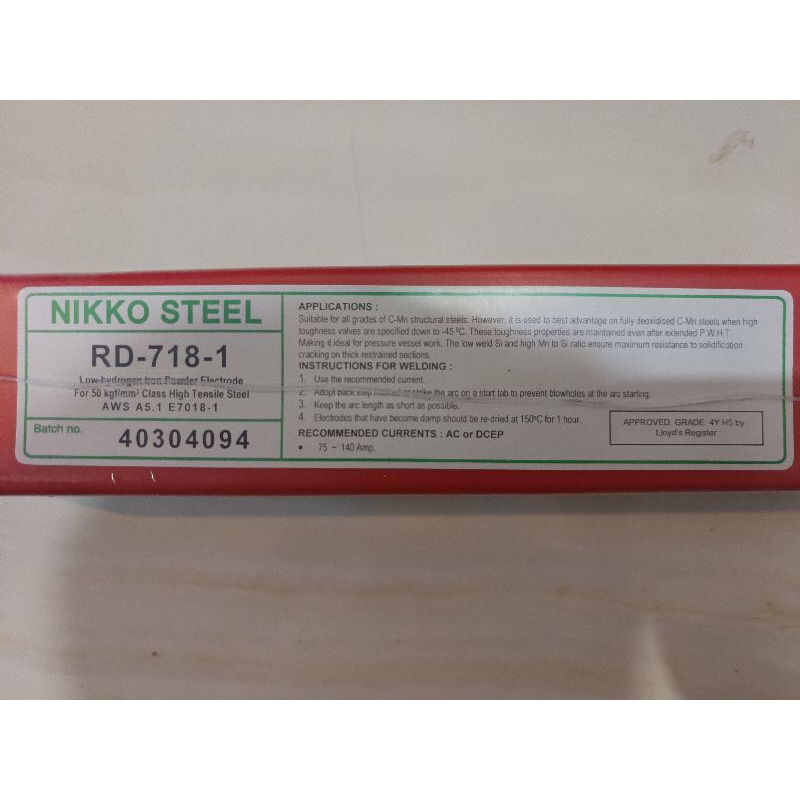 NIKKO STEEL
RD-718-1
Low-hydrogen Iron Powder Electrode
For 50 kgf/mm² Class High Tensile Steel
AWS A5.1 E7018-1
Batch no.
40304094
APPLICATIONS :
Suitable for all grades of C-Mn structural steels. However, it is used to best advantage on fully deoxidised C-Mn steels when high
toughness valves are specified down to -45 ºC. These toughness properties are maintained even after extended P.W.H.T.
Making it ideal for pressure vessel work. The low weld Si and high Mn to Si ratio ensure maximum resistance to solidification
cracking on thick restrained sections.
INSTRUCTIONS FOR WELDING :
1. Use the recommended current.
2. Adopt back step method or strike the arc on a start tab to prevent blowholes at the arc starting.
3. Keep the arc length as short as possible.
4. Electrodes that have become damp should be re-dried at 150ºC for 1 hour.
RECOMMENDED CURRENTS : AC or DCEP
• 75 ~ 140 Amp.
APPROVED GRADE 4Y H5 by
Lloyd's Register